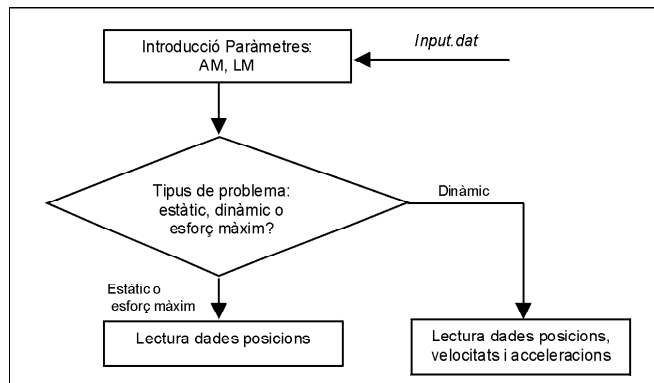 Introducció Paràmetres:
AM, LM
Input.dat
Tipus de problema:
estàtic, dinàmic o
esforç màxim?
Dinàmic
Estàtic o
esforç màxim
Lectura dades posicions
Lectura dades posicions,
velocitats i acceleracions